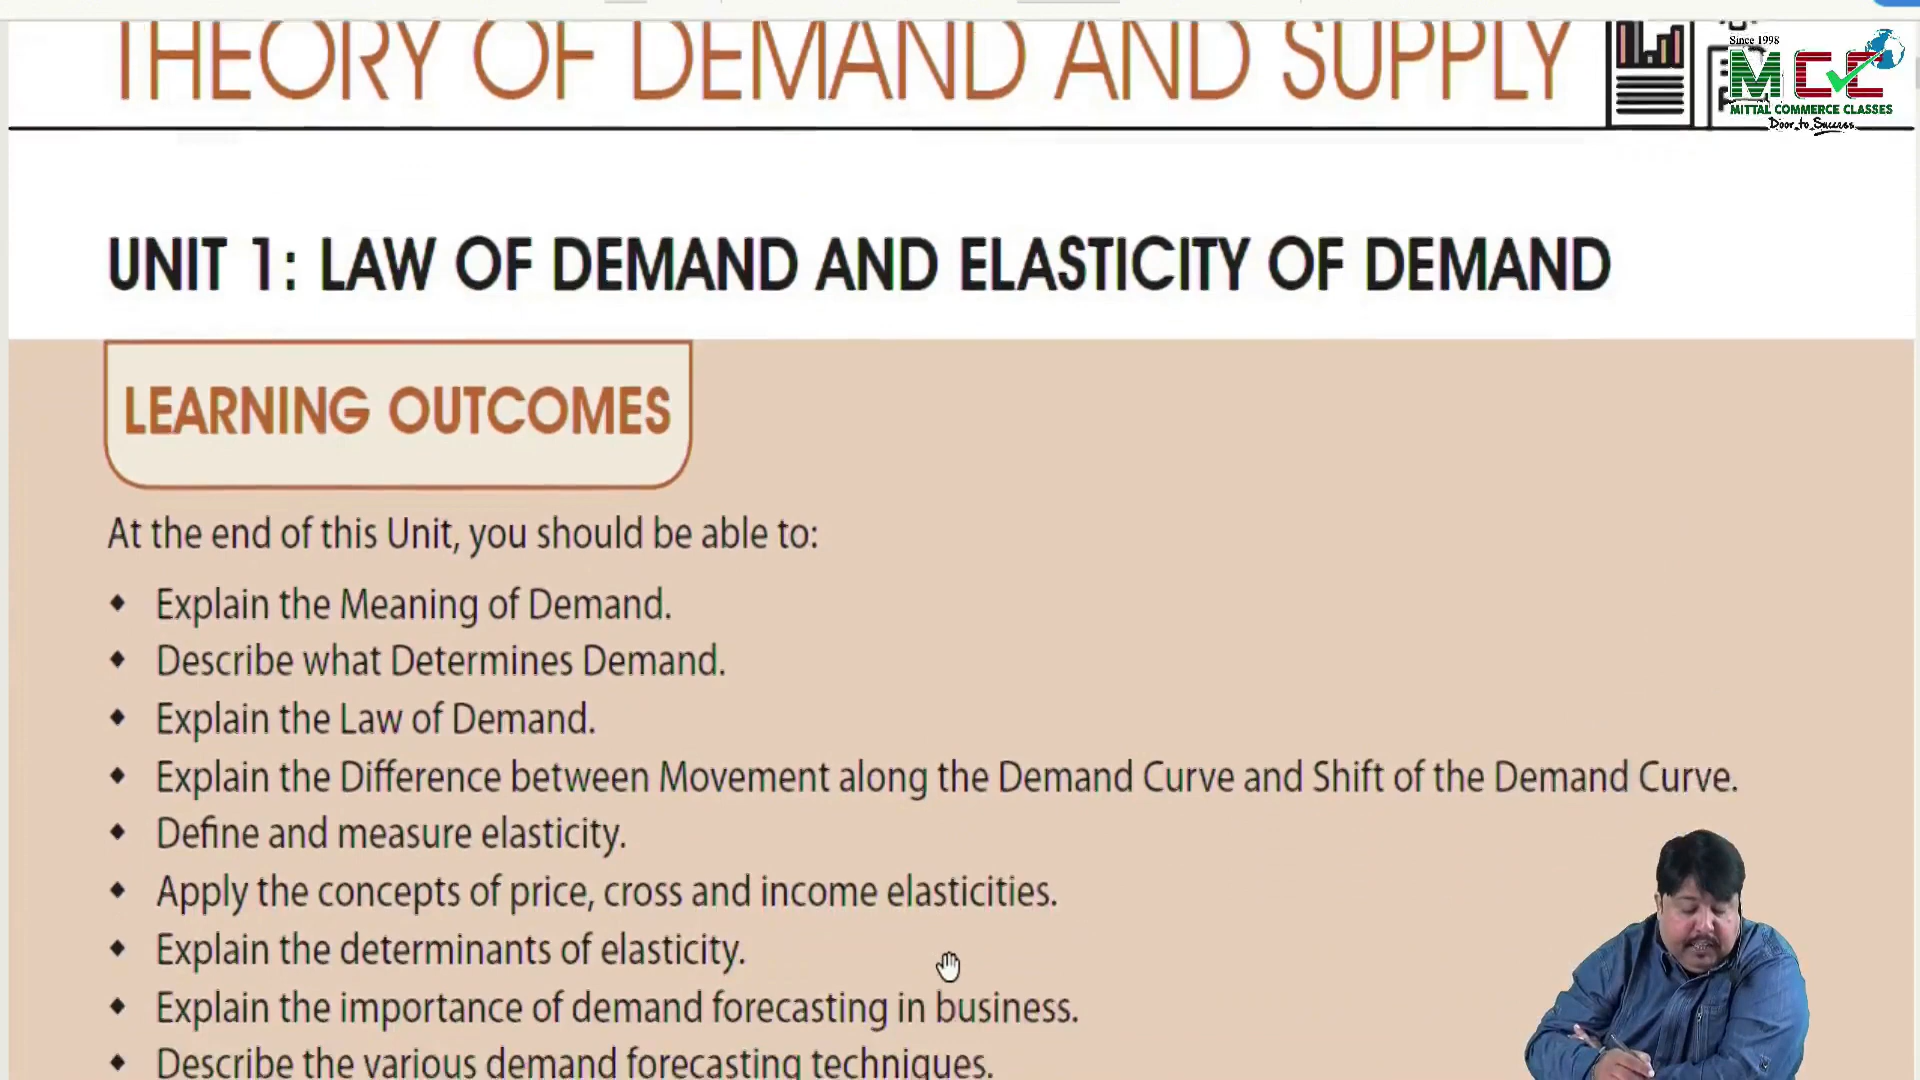 THEORY OF DEMAND AND SUPPLY
Since 1998
MCC
MITTAL COMMERCE CLASSES
Door to Success
UNIT 1: LAW OF DEMAND AND ELASTICITY OF DEMAND
LEARNING OUTCOMES
At the end of this Unit, you should be able to:
◆ Explain the Meaning of Demand.
◆ Describe what Determines Demand.
◆ Explain the Law of Demand.
◆ Explain the Difference between Movement along the Demand Curve and Shift of the Demand Curve.
◆ Define and measure elasticity.
◆ Apply the concepts of price, cross and income elasticities.
◆ Explain the determinants of elasticity.
◆ Explain the importance of demand forecasting in business.
◆ Describe the various demand forecasting techniques.